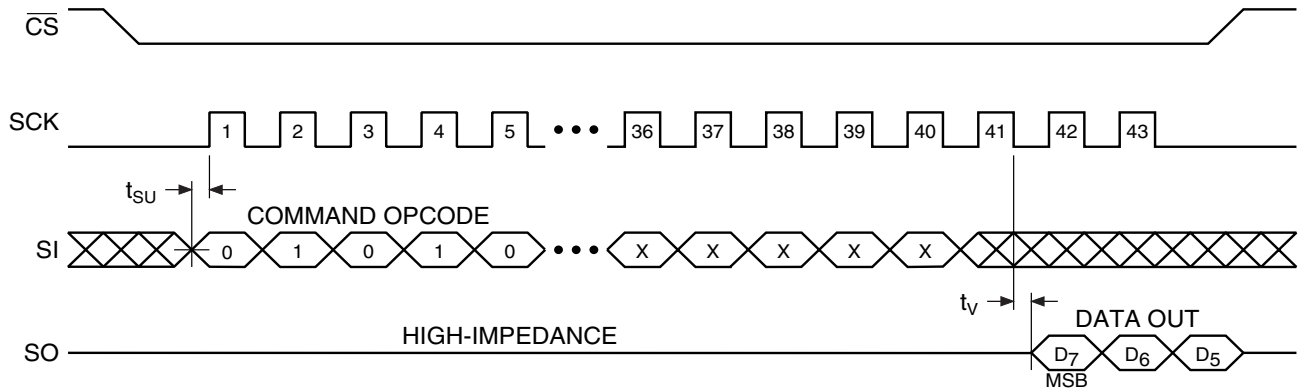 CS
SCK
1 2 3 4 5 ••• 36 37 38 39 40 41 42 43
tSU
COMMAND OPCODE
SI
0 1 0 1 0 ••• X X X X X
tV
DATA OUT
HIGH-IMPEDANCE
SO
D7 D6 D5
MSB